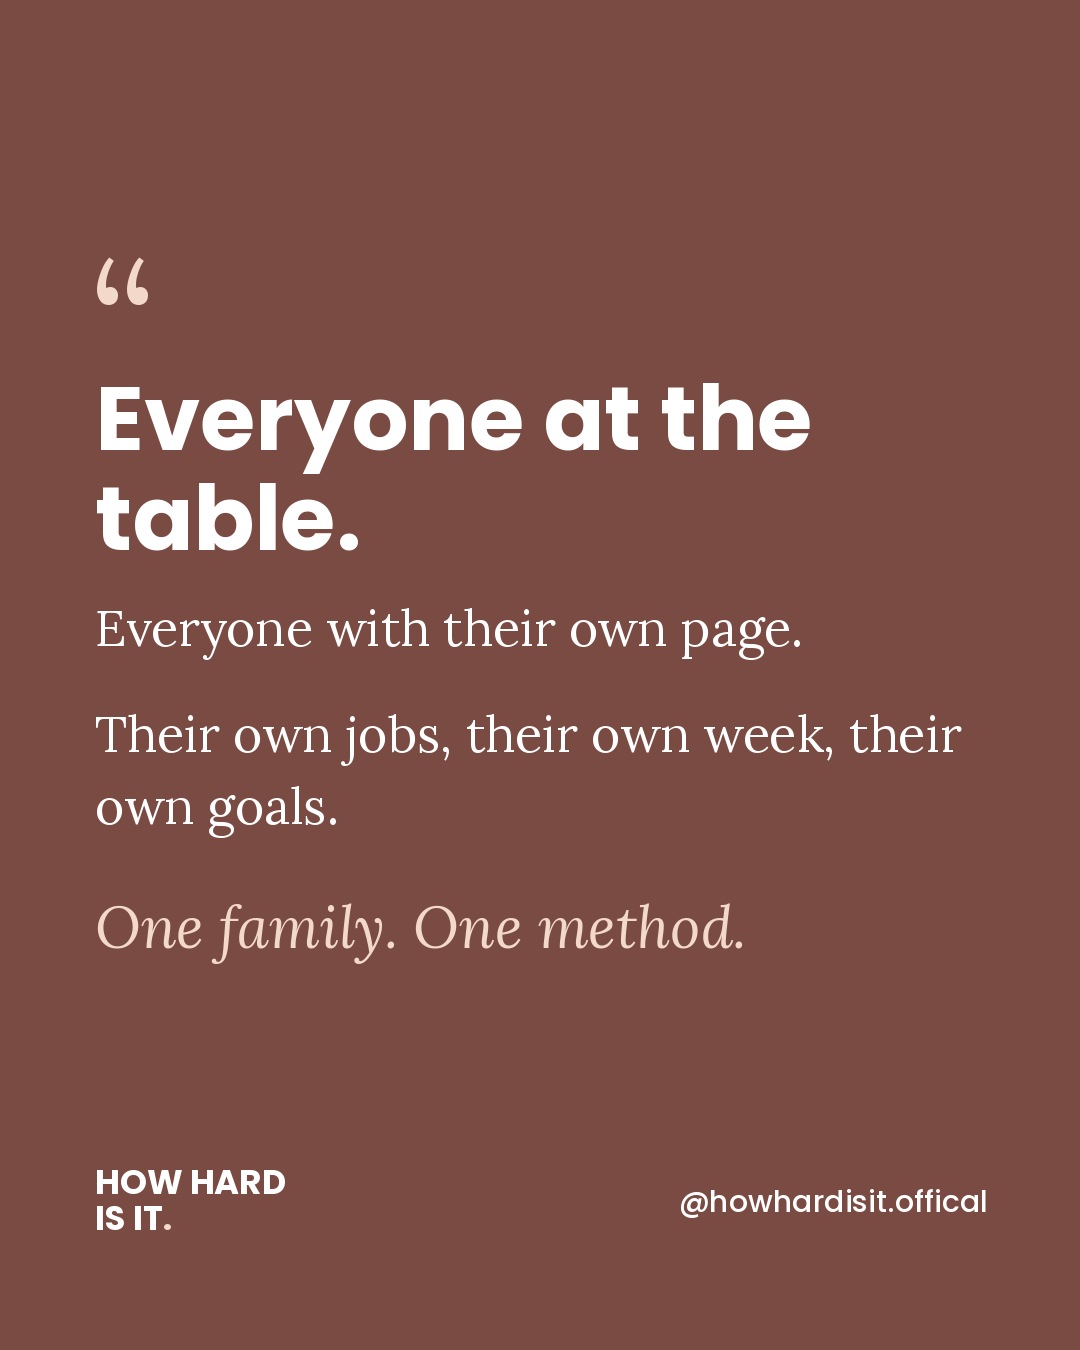 “
Everyone at the
table.
Everyone with their own page.
Their own jobs, their own week, their
own goals.
One family. One method.
HOW HARD
IS IT.
@howhardisit.offical